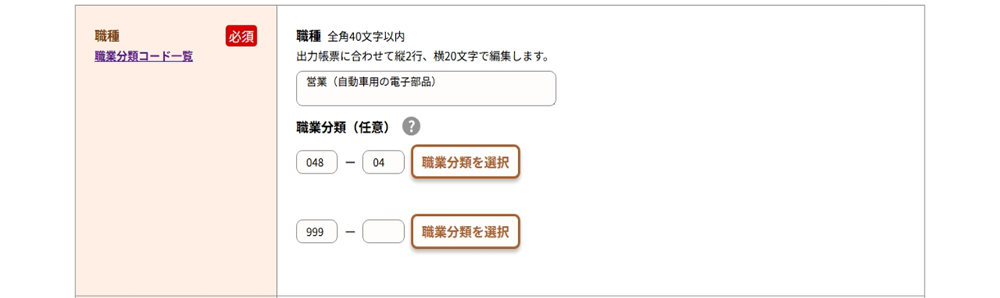 職種 必須
職業分類コード一覧
職種 全角40文字以内
出力帳票に合わせて縦2行、横20文字で編集します。
営業（自動車用の電子部品）
職業分類（任意） ?
048 － 04 職業分類を選択
999 － 職業分類を選択